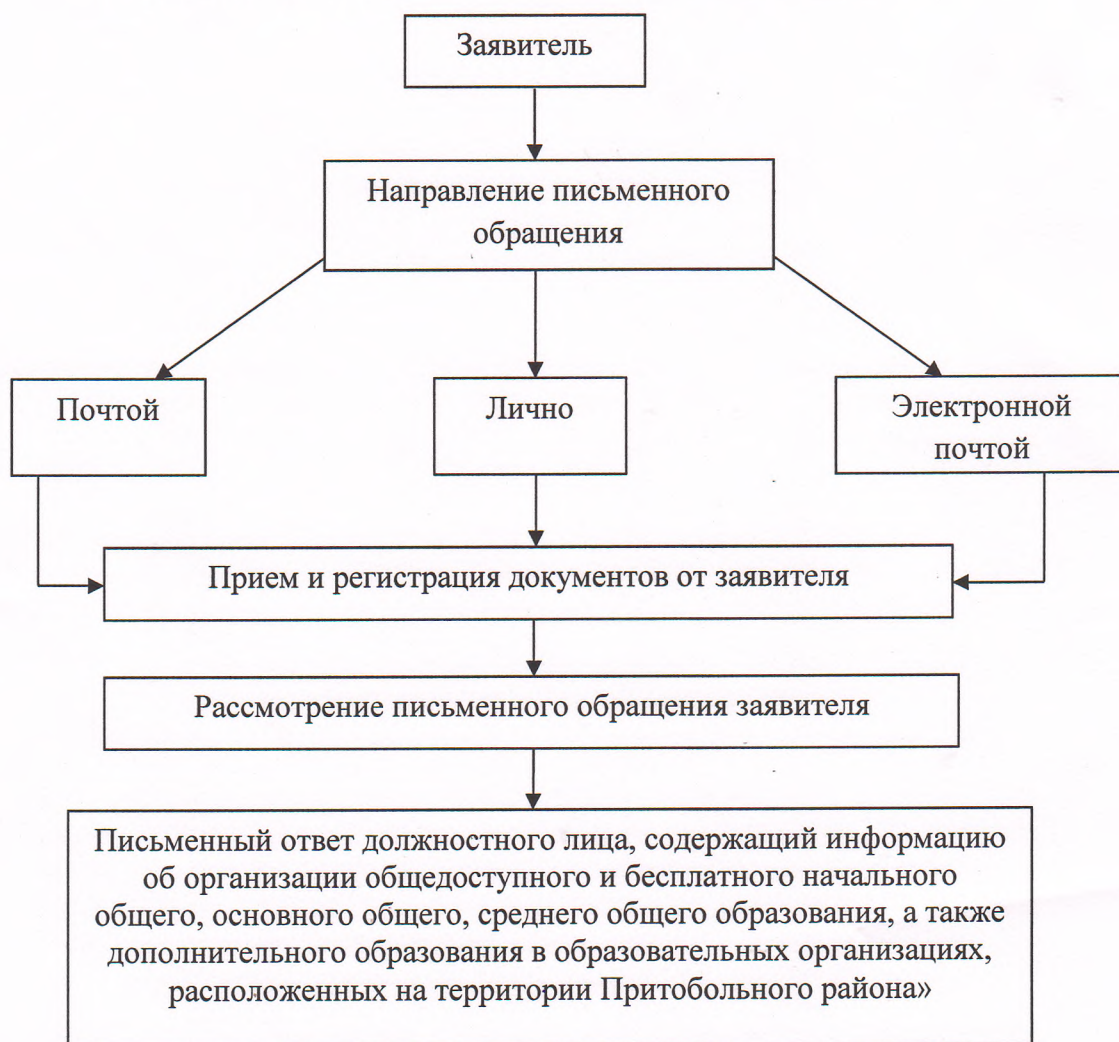 Заявитель
Направление письменного
обращения
Почтой
Лично
Электронной
почтой
Прием и регистрация документов от заявителя
Рассмотрение письменного обращения заявителя
Письменный ответ должностного лица, содержащий информацию
об организации общедоступного и бесплатного начального
общего, основного общего, среднего общего образования, а также
дополнительного образования в образовательных организациях,
расположенных на территории Притобольного района»